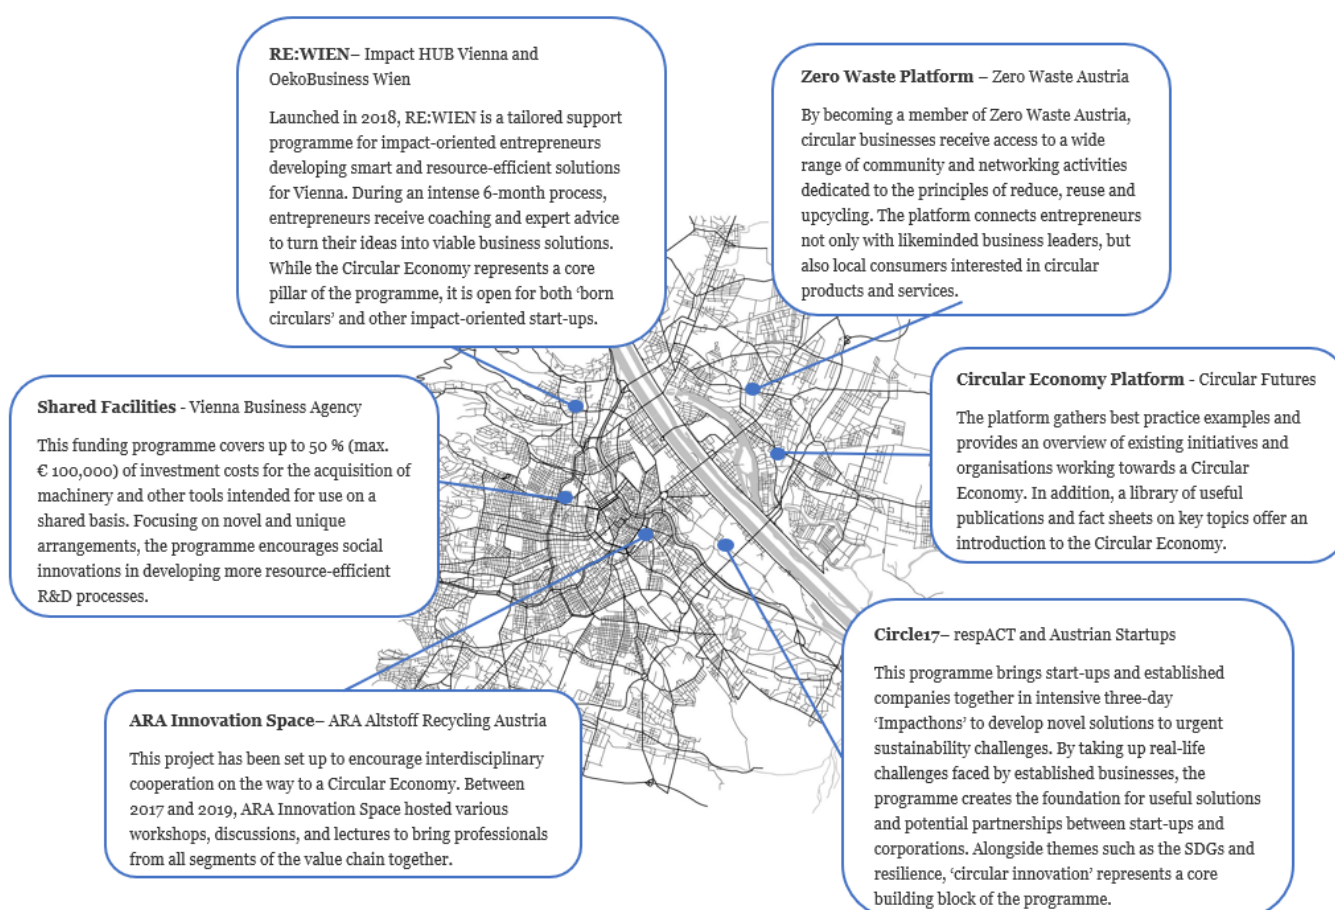 RE:WIEN– Impact HUB Vienna and
OekoBusiness Wien
Launched in 2018, RE:WIEN is a tailored support
programme for impact-oriented entrepreneurs
developing smart and resource-efficient solutions
for Vienna. During an intense 6-month process,
entrepreneurs receive coaching and expert advice
to turn their ideas into viable business solutions.
While the Circular Economy represents a core
pillar of the programme, it is open for both ‘born
circulars’ and other impact-oriented start-ups.
Zero Waste Platform – Zero Waste Austria
By becoming a member of Zero Waste Austria,
circular businesses receive access to a wide
range of community and networking activities
dedicated to the principles of reduce, reuse and
upcycling. The platform connects entrepreneurs
not only with likeminded business leaders, but
also local consumers interested in circular
products and services.
Shared Facilities - Vienna Business Agency
This funding programme covers up to 50 % (max.
€ 100,000) of investment costs for the acquisition of
machinery and other tools intended for use on a
shared basis. Focusing on novel and unique
arrangements, the programme encourages social
innovations in developing more resource-efficient
R&D processes.
Circular Economy Platform - Circular Futures
The platform gathers best practice examples and
provides an overview of existing initiatives and
organisations working towards a Circular
Economy. In addition, a library of useful
publications and fact sheets on key topics offer an
introduction to the Circular Economy.
ARA Innovation Space– ARA Altstoff Recycling Austria
This project has been set up to encourage interdisciplinary
cooperation on the way to a Circular Economy. Between
2017 and 2019, ARA Innovation Space hosted various
workshops, discussions, and lectures to bring professionals
from all segments of the value chain together.
Circle17– respACT and Austrian Startups
This programme brings start-ups and established
companies together in intensive three-day
‘Impacthons’ to develop novel solutions to urgent
sustainability challenges. By taking up real-life
challenges faced by established businesses, the
programme creates the foundation for useful solutions
and potential partnerships between start-ups and
corporations. Alongside themes such as the SDGs and
resilience, ‘circular innovation’ represents a core
building block of the programme.